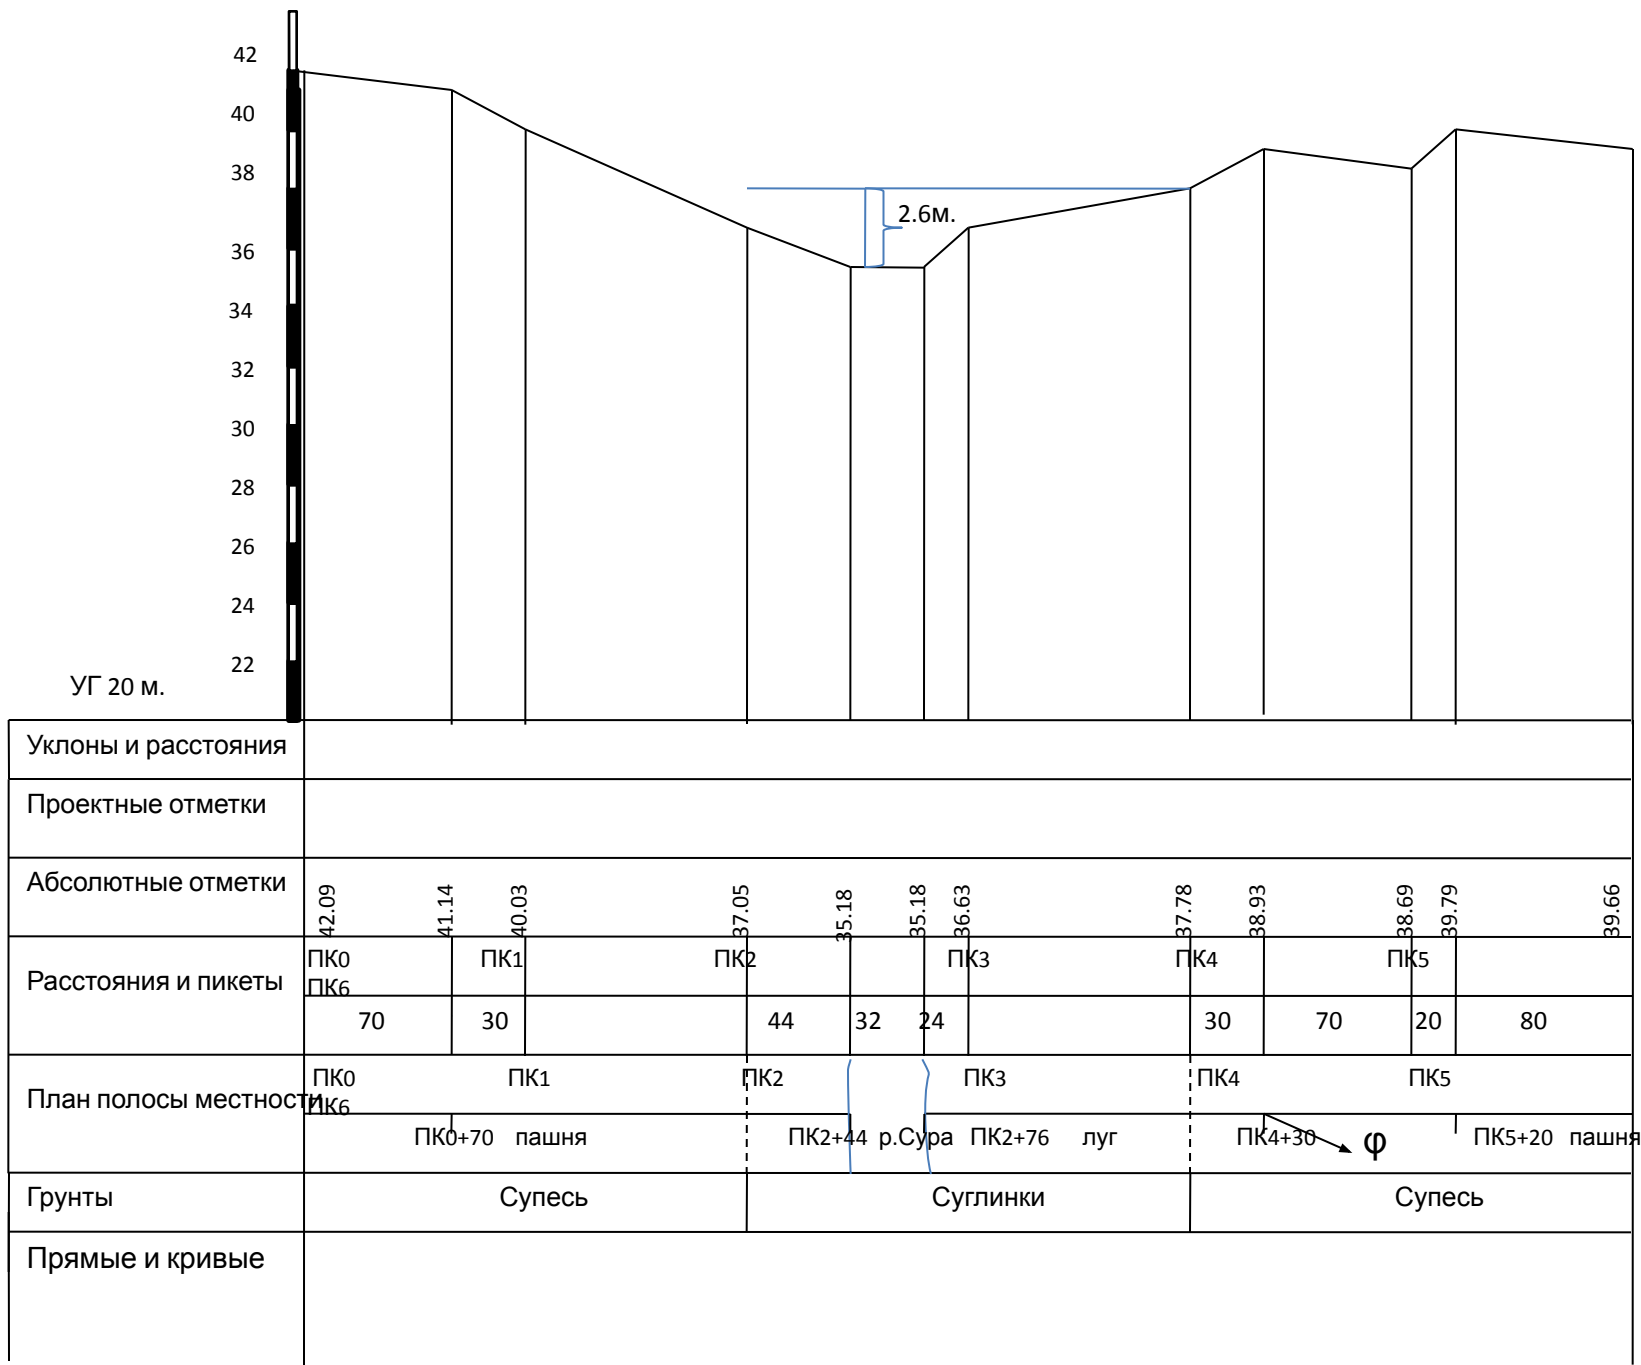 42
40
38
2.6м.
36
34
32
30
28
26
24
22
УГ 20 м.
Уклоны и расстояния
Проектные отметки
Абсолютные отметки
42.09 41.14 40.03 37.05 35.18 35.18 36.63 37.78 38.93 38.69 39.79 39.66
Расстояния и пикеты
ПК0 ПК1 ПК2 ПК3 ПК4 ПК5
ПК6
70 30 44 32 24 30 70 20 80
План полосы местности
ПК0 ПК1 ПК2 ПК3 ПК4 ПК5
ПК6
ПК0+70 пашня ПК2+44 р.Сура ПК2+76 луг ПК4+30 φ ПК5+20 пашня
Грунты Супесь Суглинки Супесь
Прямые и кривые